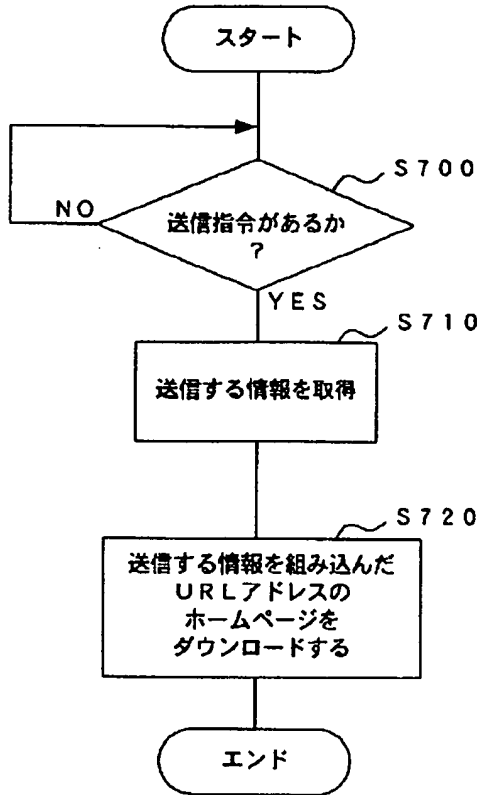 スタート
S700
NO
送信指令があるか
?
YES
S710
送信する情報を取得
S720
送信する情報を組み込んだ
URLアドレスの
ホームページを
ダウンロードする
エンド